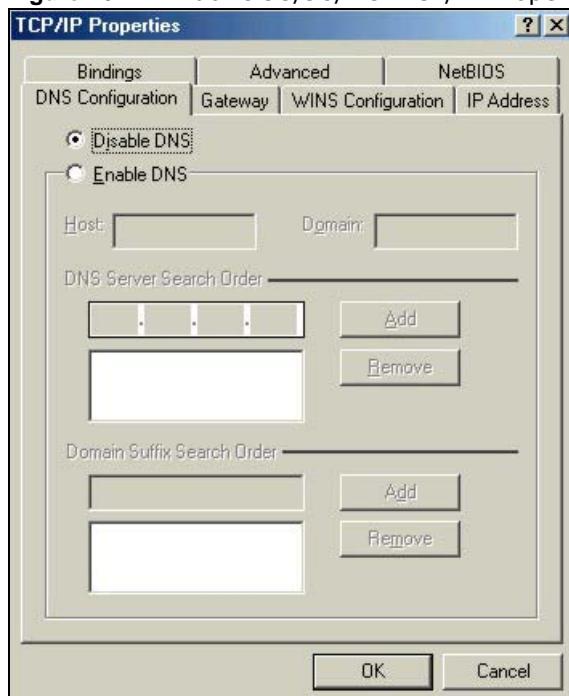 TCP/IP Properties ? ×
Bindings Advanced NetBIOS
DNS Configuration Gateway WINS Configuration IP Address
Disable DNS
Enable DNS
Host: Domain:
DNS Server Search Order
. . . Add
Remove
Domain Suffix Search Order
Add
Remove
OK Cancel